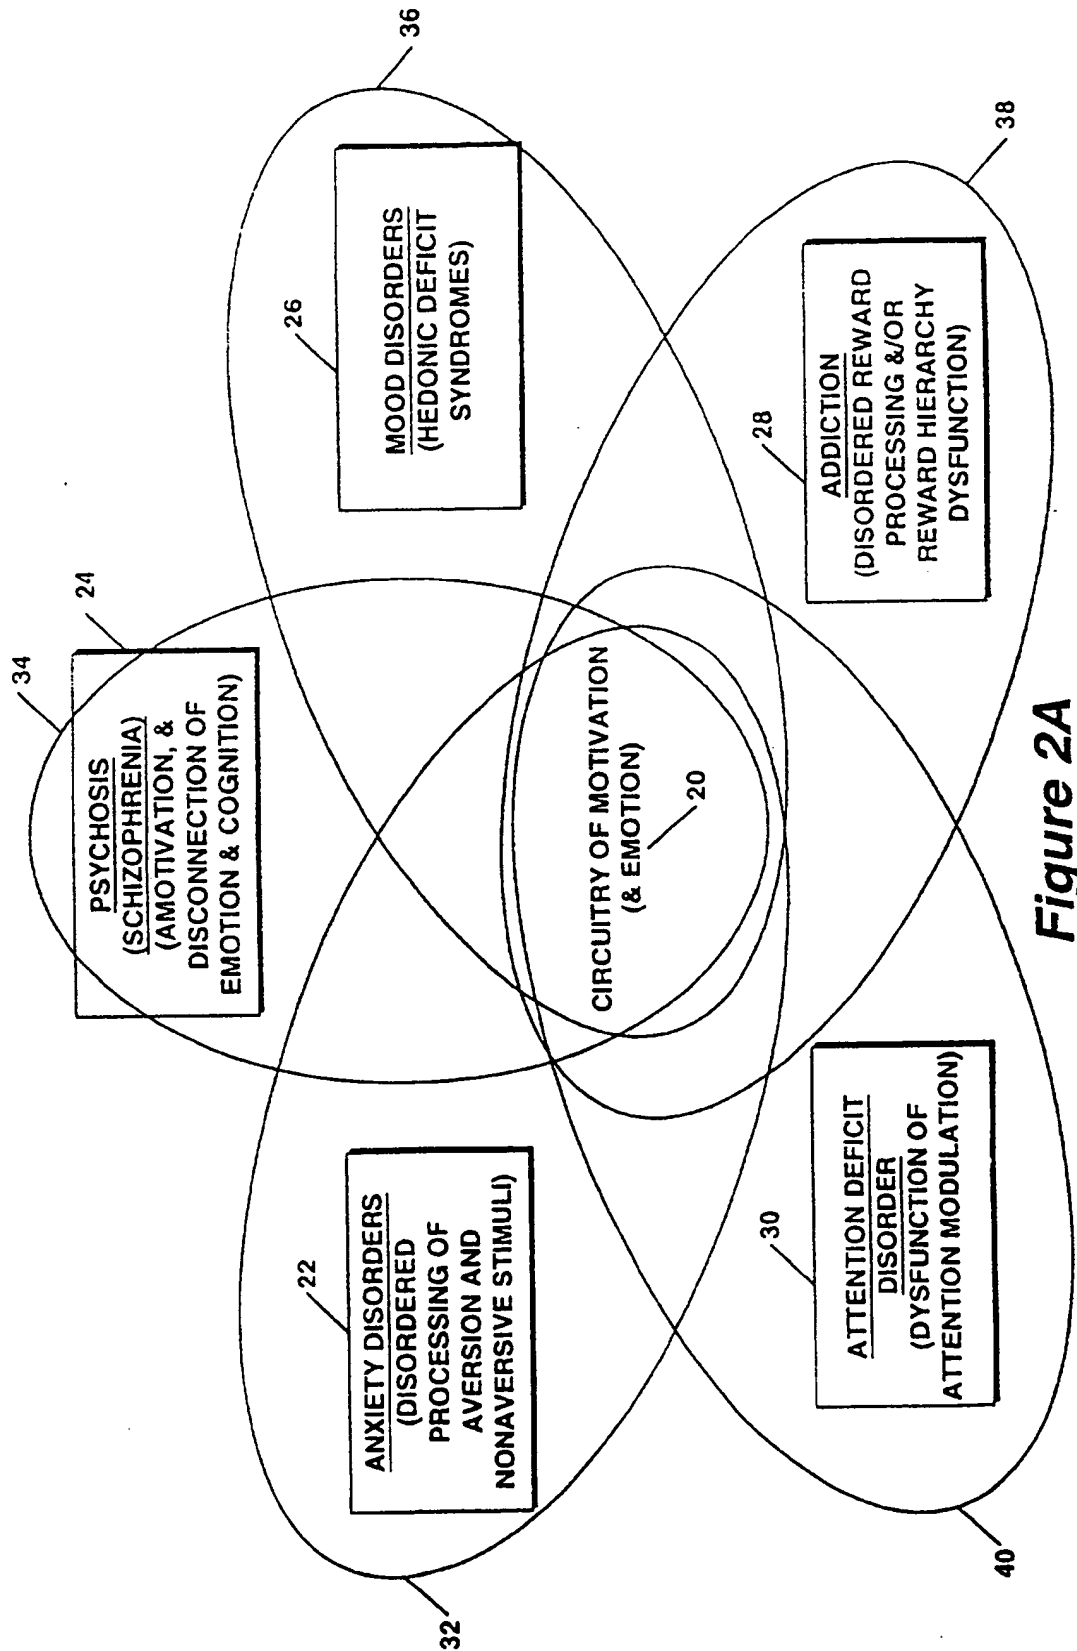 34
24
PSYCHOSIS
(SCHIZOPHRENIA)
(AMOTIVATION, &
DISCONNECTION OF
EMOTION & COGNITION)
36
26
MOOD DISORDERS
(HEDONIC DEFICIT
SYNDROMES)
22
ANXIETY DISORDERS
(DISORDERED
PROCESSING OF
AVERSION AND
NONAVERSIVE STIMULI)
32
CIRCUITRY OF MOTIVATION
(& EMOTION)
20
28
ADDICTION
(DISORDERED REWARD
PROCESSING &/OR
REWARD HIERARCHY
DYSFUNCTION)
38
30
ATTENTION DEFICIT
DISORDER
(DYSFUNCTION OF
ATTENTION MODULATION)
40
Figure 2A